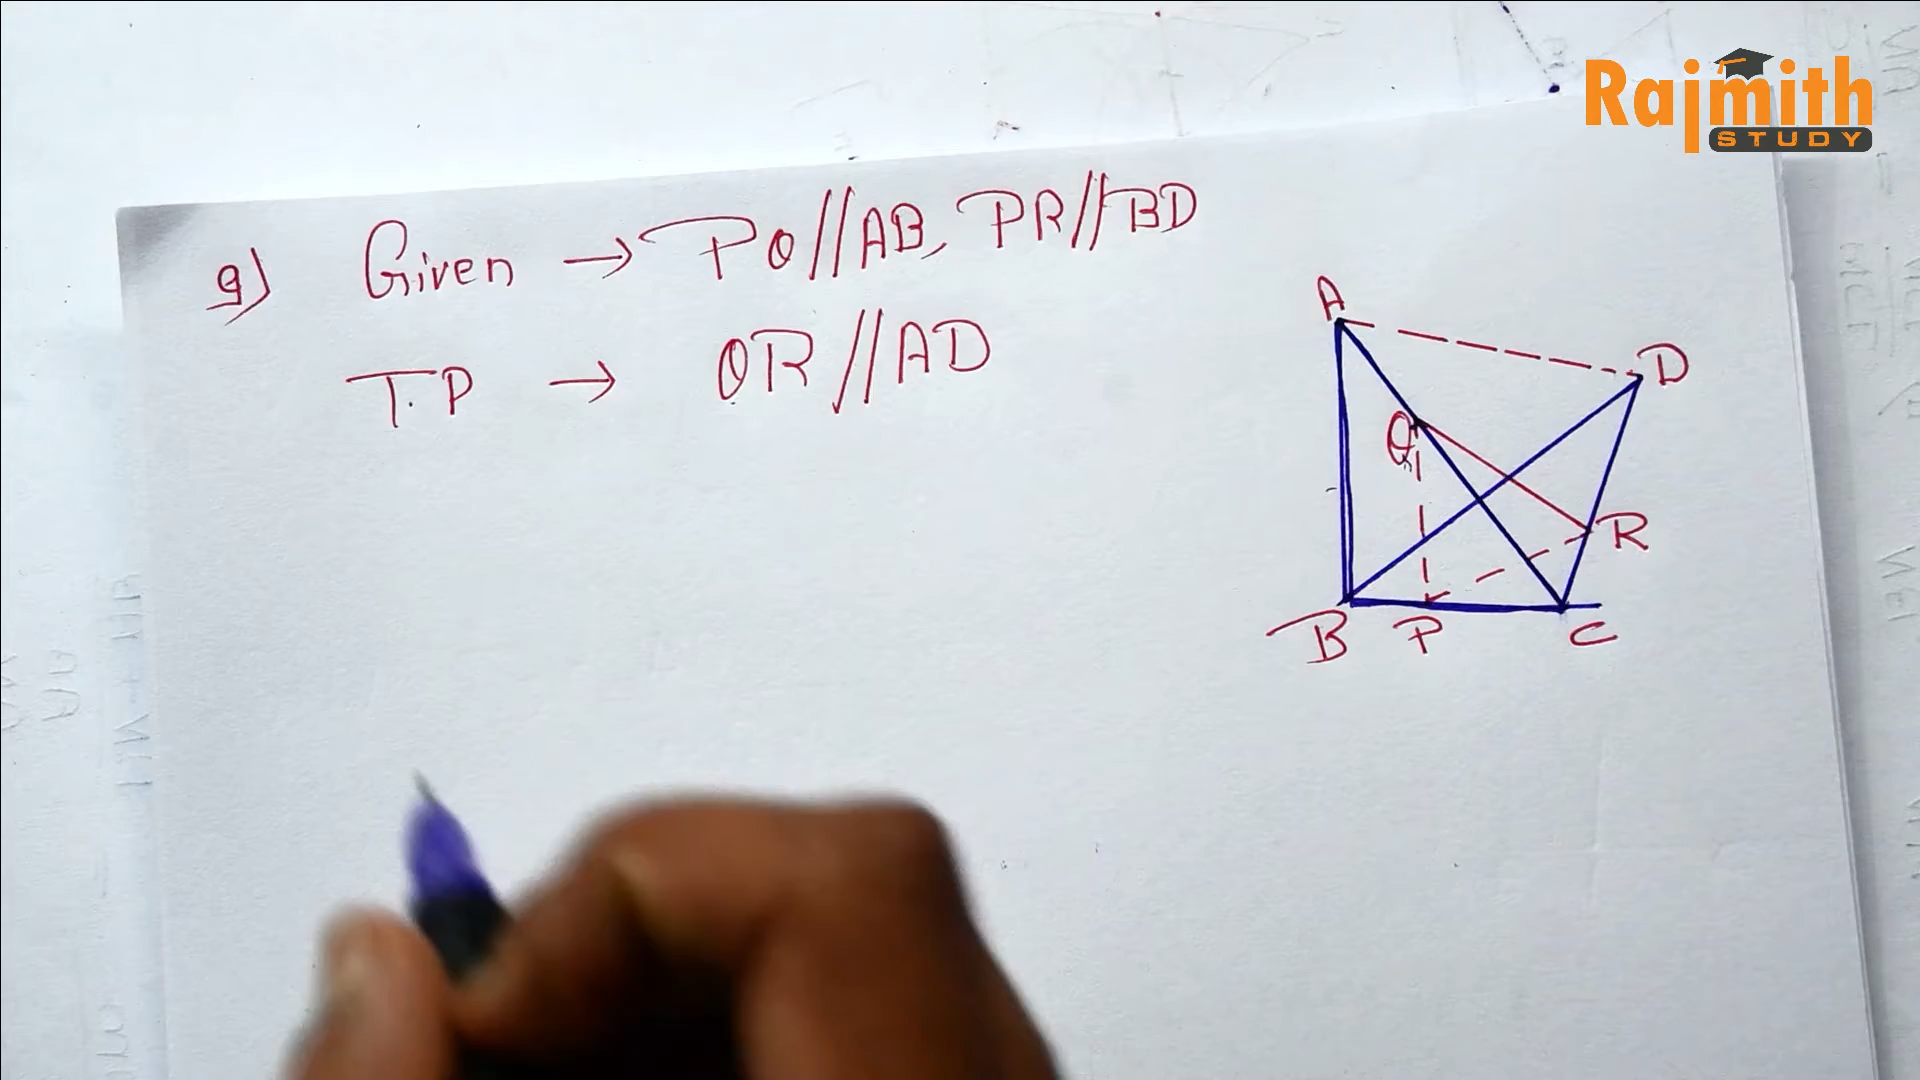 Rajmith
STUDY
9) Given → PQ//AB, PR//BD
T.P → QR//AD
A
D
Q
R
B P C